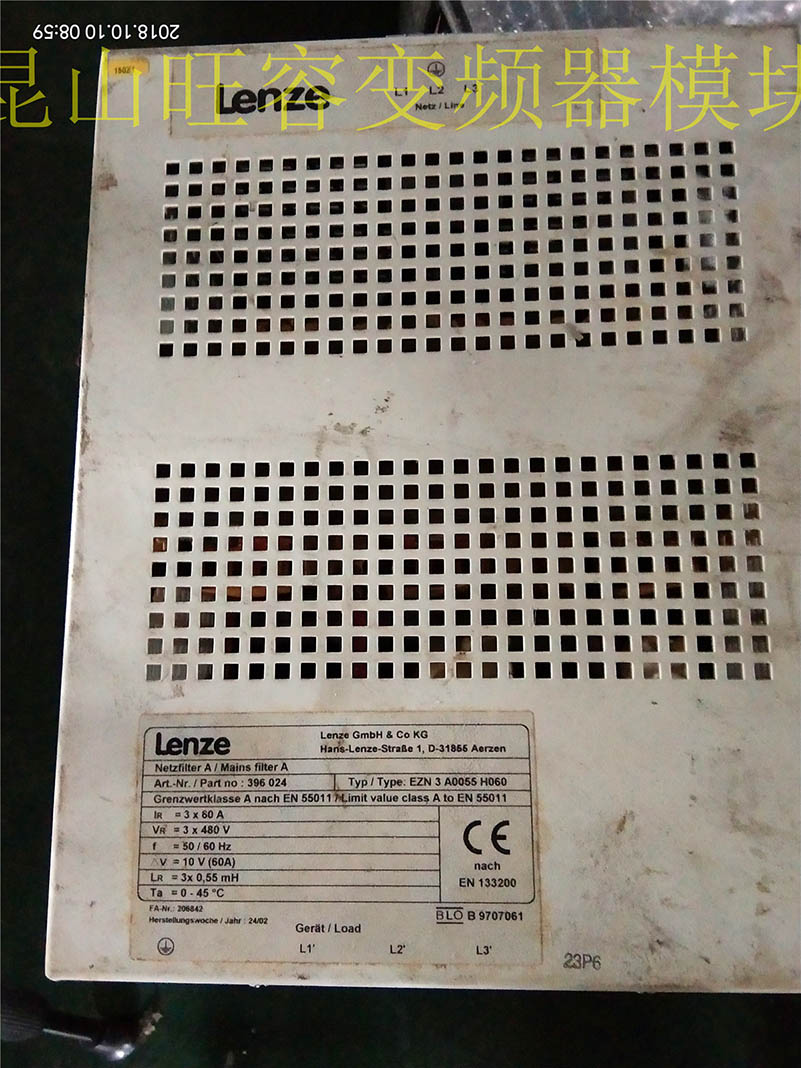 2018.10.10 08:59
昆山旺容变频器模块
Lenze
L1 L2 L3
Netz / Line
Lenze
Lenze GmbH & Co KG
Hans-Lenze-Straße 1, D-31855 Aerzen
Netzfilter A / Mains filter A
Art.-Nr. / Part no : 396 024
Typ / Type: EZN 3 A0055 H060
Grenzwertklasse A nach EN 55011 / Limit value class A to EN 55011
IR = 3 x 60 A
VR = 3 x 480 V
f = 50 / 60 Hz
△V = 10 V (60A)
LR = 3x 0,55 mH
Ta = 0 - 45 °C
CE
nach
EN 133200
FA-Nr.: 206842
Herstellungswoche / Jahr : 24/02
BLO B 9707061
Gerät / Load
L1' L2' L3'
23P6